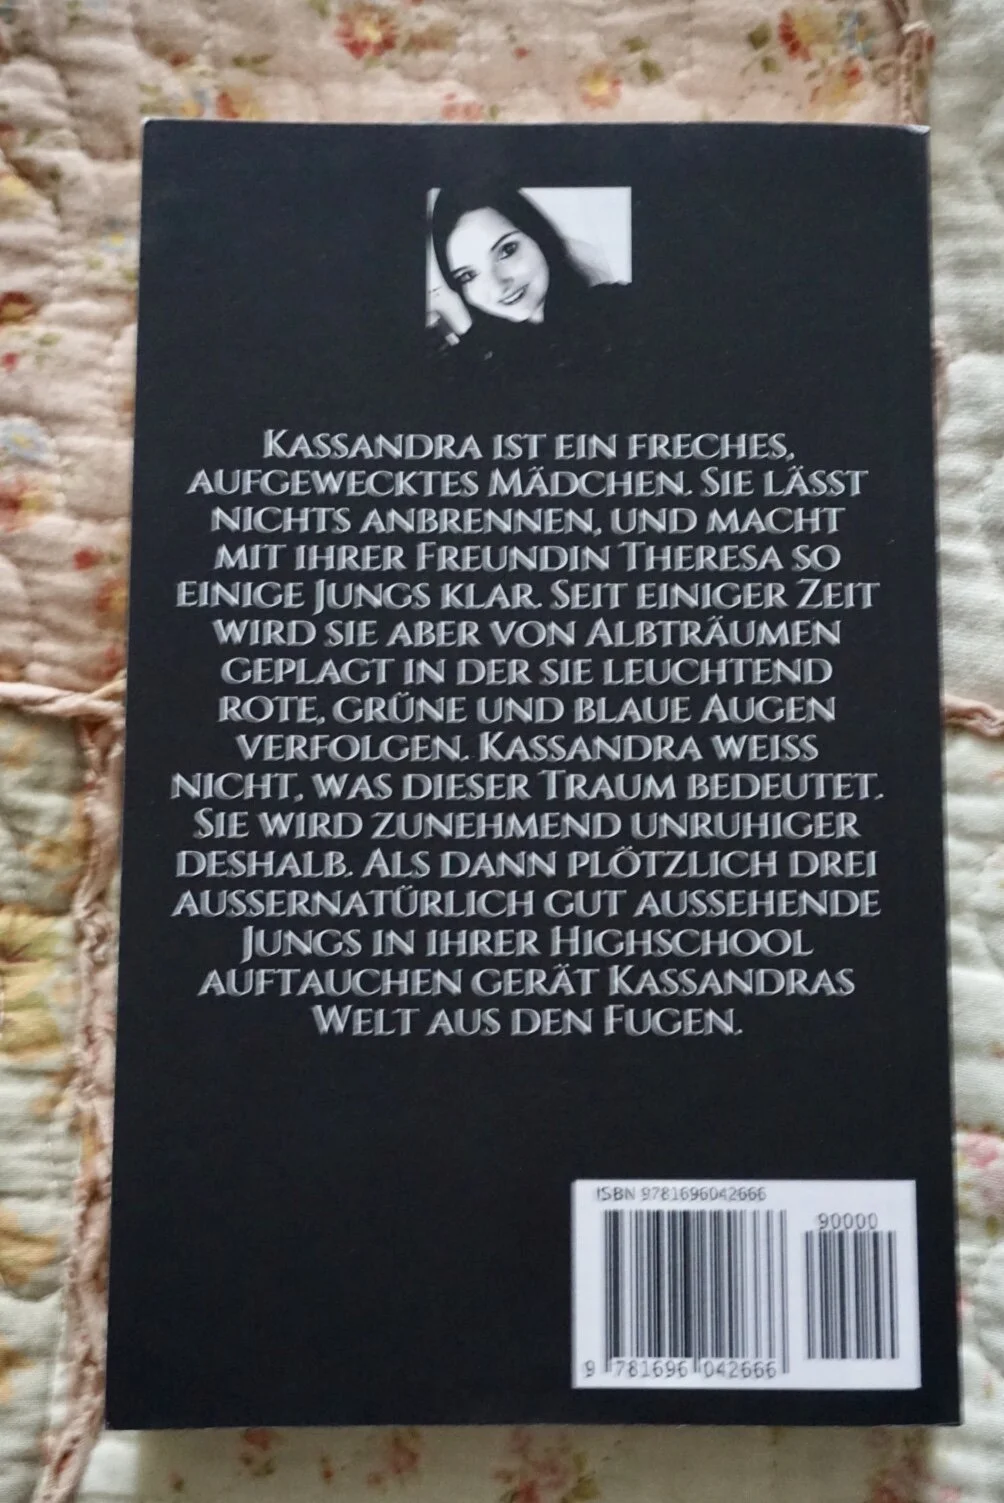 Kassandra ist ein freches,
aufgewecktes Mädchen. Sie lässt
nichts anbrennen, und macht
mit ihrer Freundin Theresa so
einige Jungs klar. Seit einiger Zeit
wird sie aber von Albträumen
geplagt in der sie leuchtend
rote, grüne und blaue Augen
verfolgen. Kassandra weiss
nicht, was dieser Traum bedeutet.
Sie wird zunehmend unruhiger
deshalb. Als dann plötzlich drei
aussernatürlich gut aussehende
Jungs in ihrer Highschool
auftauchen gerät Kassandras
Welt aus den Fugen.
ISBN 9781696042666
90000
9 781696 042666